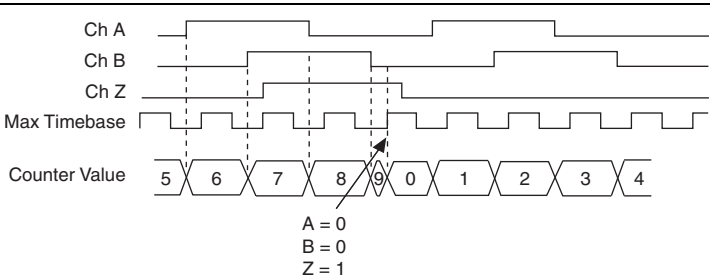 Ch A
Ch B
Ch Z
Max Timebase
Counter Value 5 6 7 8 9 0 1 2 3 4
A = 0
B = 0
Z = 1